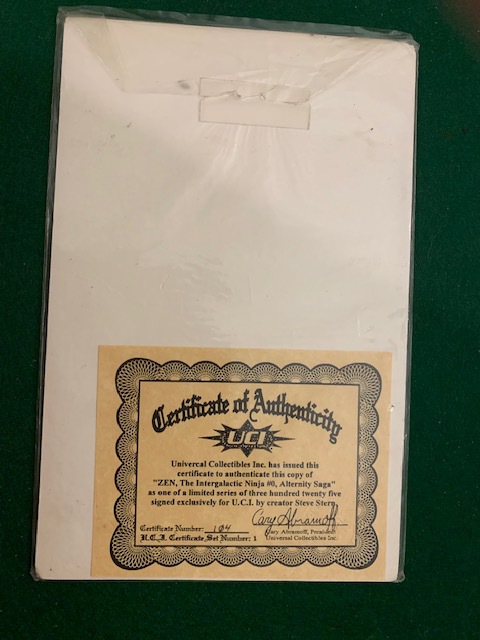 Certificate of Authenticity
UCI
Univercal Collectibles Inc. has issued this
certificate to authenticate this copy of
"ZEN, The Intergalactic Ninja #0, Alternity Saga"
as one of a limited series of three hundred twenty five
signed exclusively for U.C.I. by creator Steve Stern.
Cary Abramoff
Certificate Number: 104
Cary Abramoff, President
U.C.I. Certificate Set Number: 1
Universal Collectibles Inc.